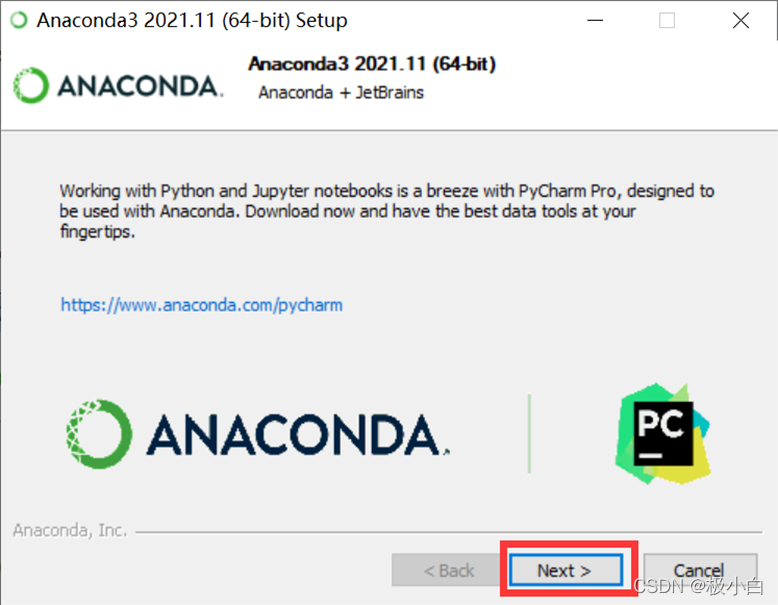 Anaconda3 2021.11 (64-bit) Setup
ANACONDA.
Anaconda3 2021.11 (64-bit)
Anaconda + JetBrains
Working with Python and Jupyter notebooks is a breeze with PyCharm Pro, designed to
be used with Anaconda. Download now and have the best data tools at your
fingertips.
https://www.anaconda.com/pycharm
ANACONDA.
PC
Anaconda, Inc.
< Back
Next >
Cancel
CSDN @极小白